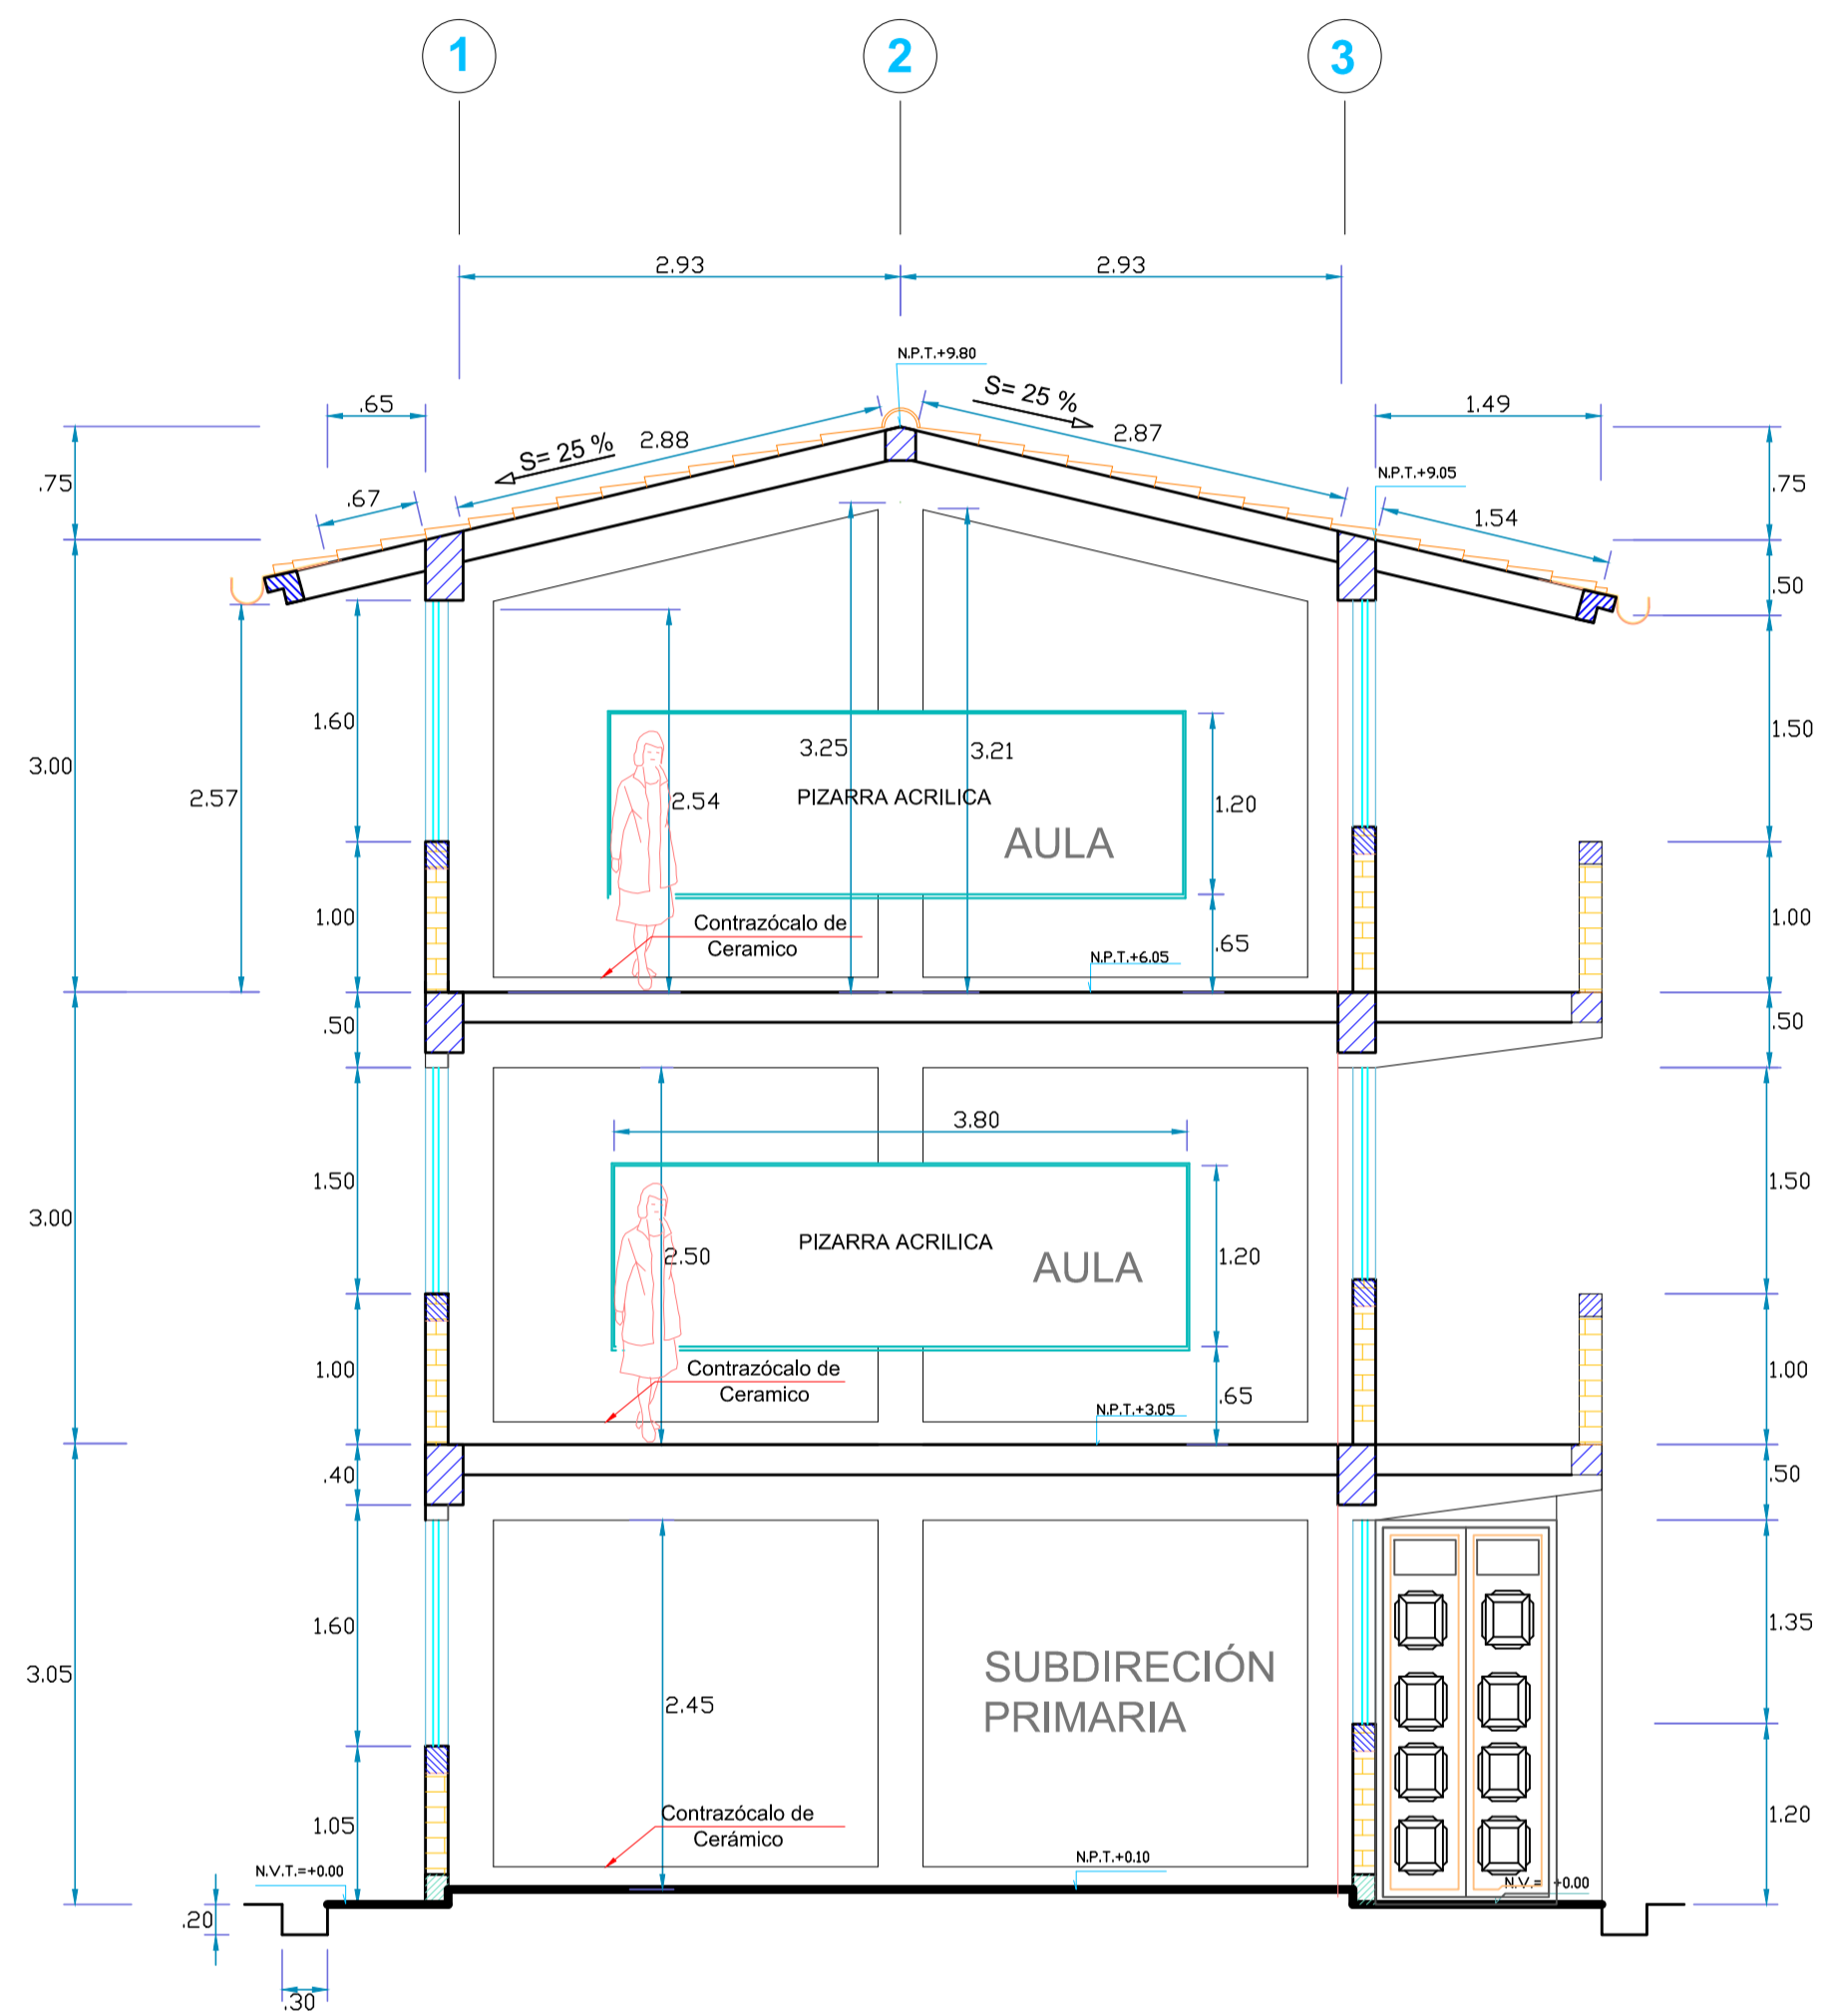 1
2
3
2.93
2.93
N.P.T.+9.80
S= 25 %
.65
1.49
2.88
2.87
S= 25 %
N.P.T.+9.05
.75
.75
.67
1.54
.50
1.60
1.50
3.00
3.25
3.21
2.57
2.54
PIZARRA ACRILICA
1.20
AULA
1.00
Contrazócalo de
Ceramico
1.00
.65
N.P.T.+6.05
.50
.50
3.80
1.50
1.50
3.00
2.50
PIZARRA ACRILICA
1.20
AULA
1.00
Contrazócalo de
Ceramico
1.00
.65
N.P.T.+3.05
.40
.50
1.60
1.35
3.05
SUBDIRECIÓN
PRIMARIA
2.45
1.05
Contrazócalo de
Cerámico
1.20
N.P.T.+0.10
N.V.T.=+0.00
N.V.= +0.00
.20
.30